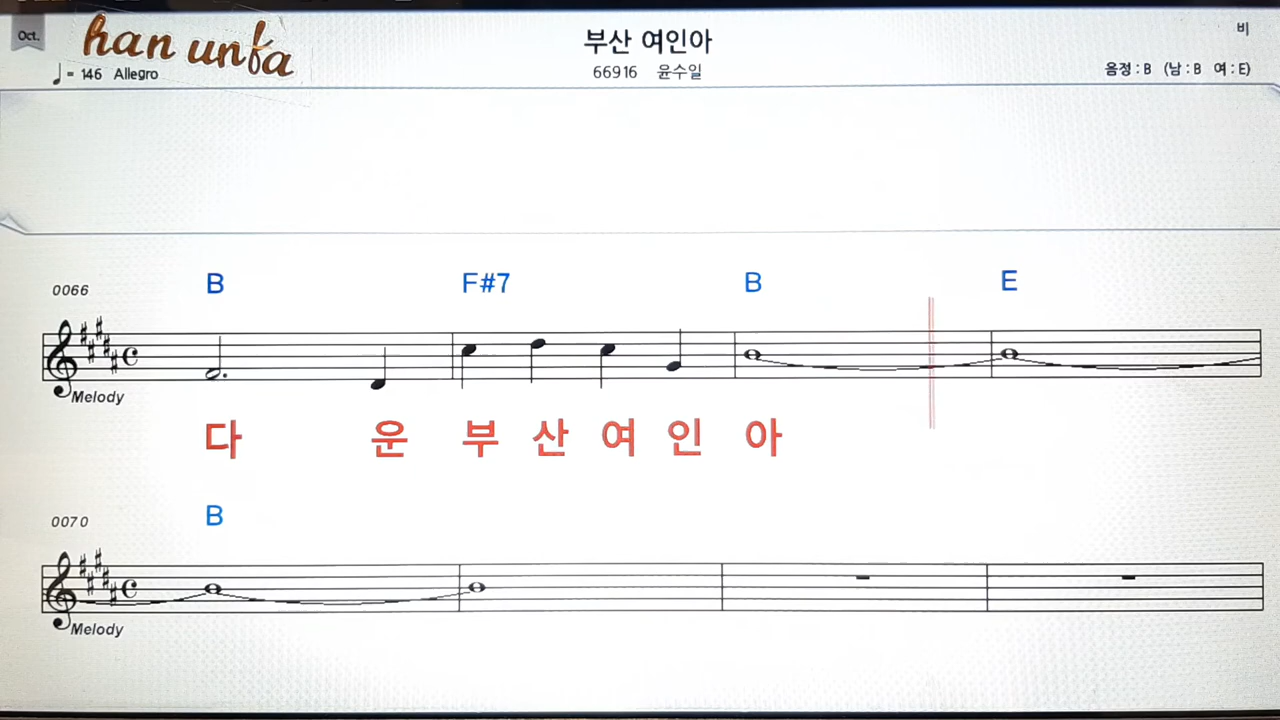 Oct.
han unfa
부산 여인아
비
♩= 146 Allegro
66916 윤수일
음정 : B (남 : B 여 : E)
0066
B F#7 B E
Melody
다 운 부 산 여 인 아
0070
B
Melody